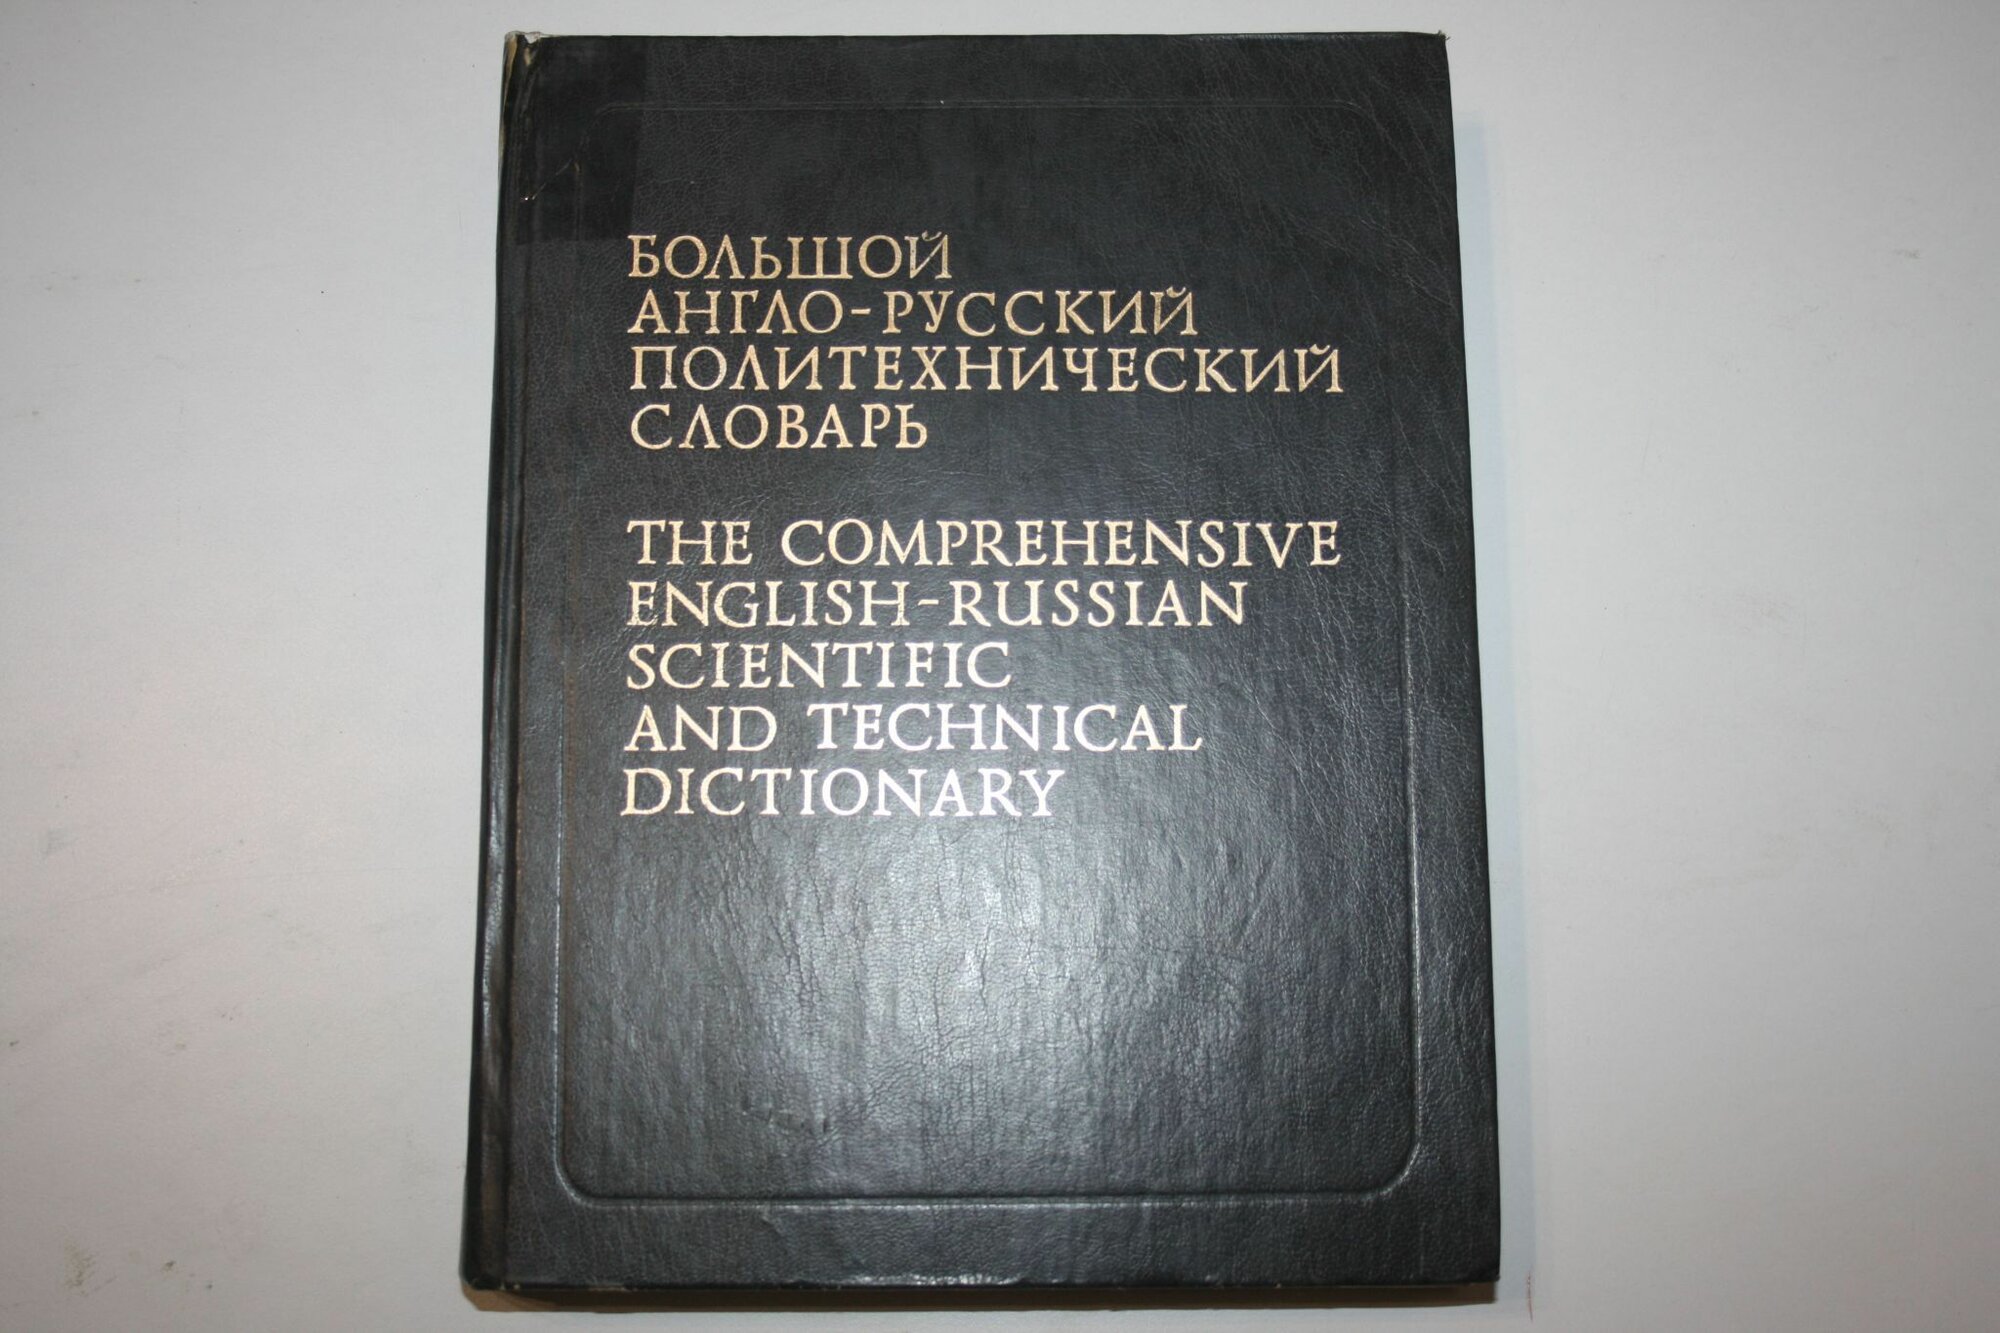 БОЛЬШОЙ
АНГЛО-РУССКИЙ
ПОЛИТЕХНИЧЕСКИЙ
СЛОВАРЬ
THE COMPREHENSIVE
ENGLISH-RUSSIAN
SCIENTIFIC
AND TECHNICAL
DICTIONARY